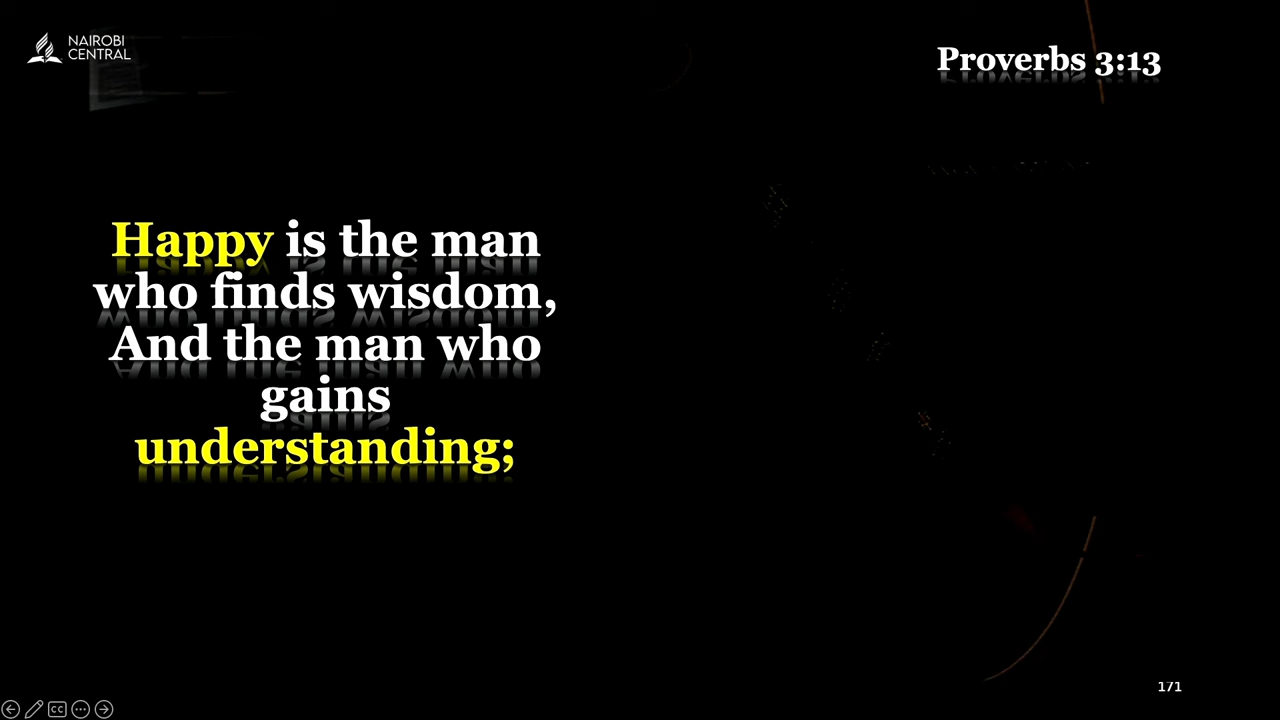 NAIROBI
CENTRAL
Proverbs 3:13
Happy is the man
who finds wisdom,
And the man who
gains
understanding;
171
CC